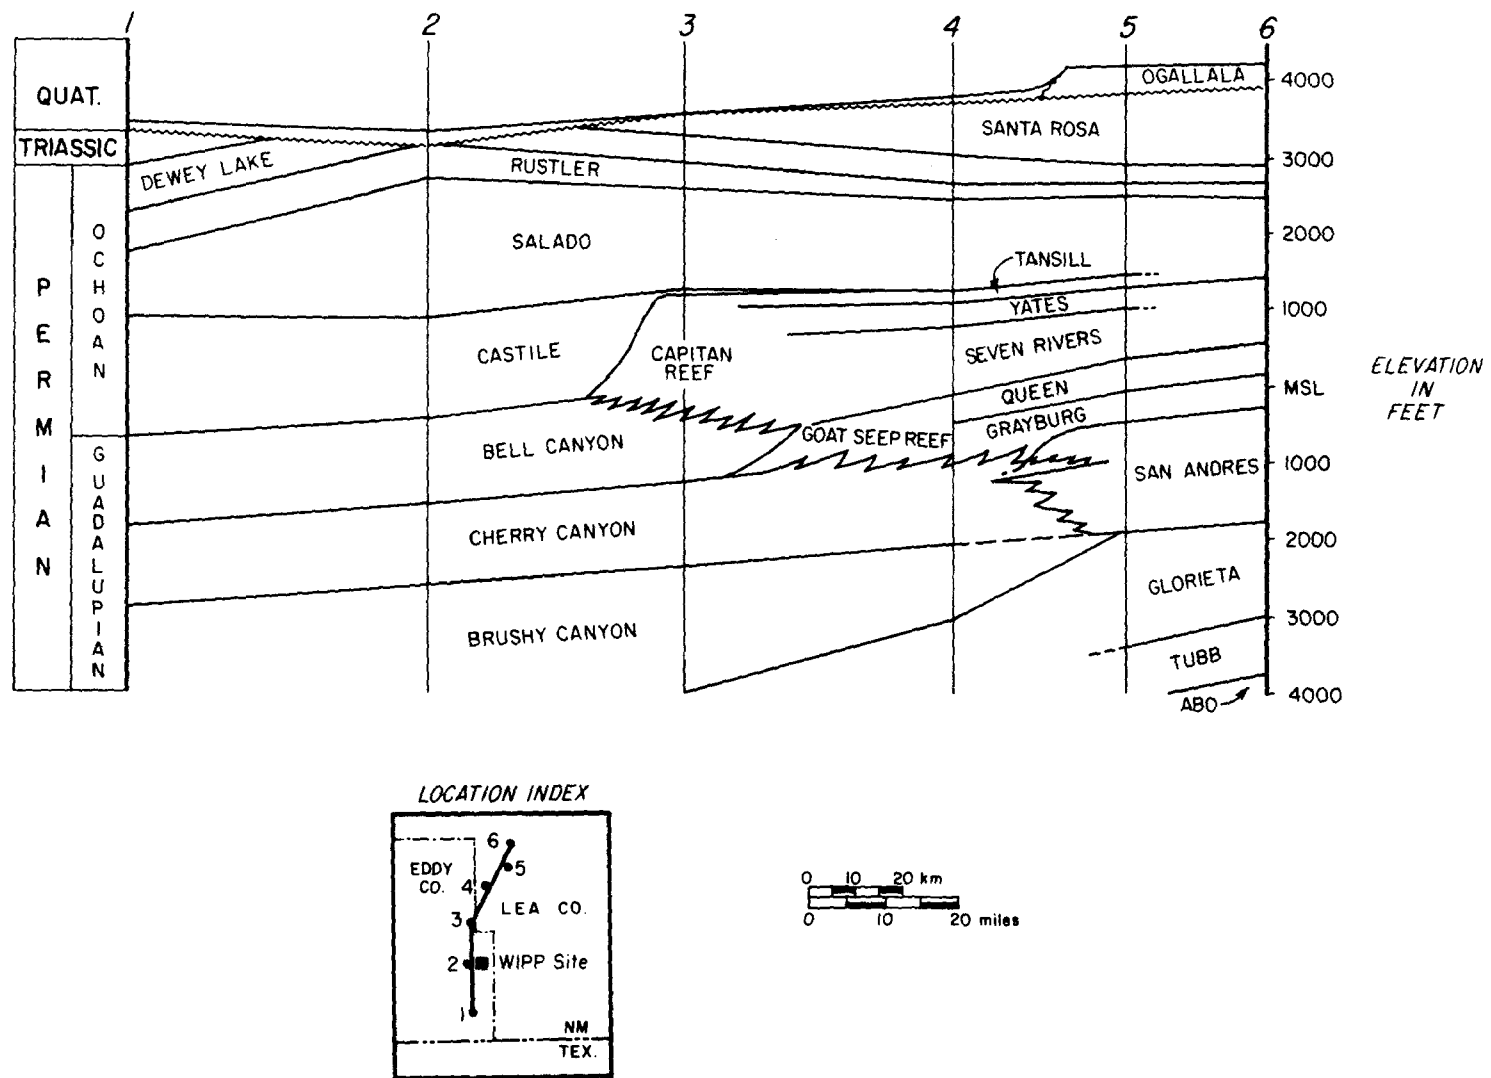 1 2 3 4 5 6
QUAT.
TRIASSIC
PERMIAN
OCHOAN
GUADALUPIAN
OGALLALA
SANTA ROSA
DEWEY LAKE
RUSTLER
SALADO
TANSILL
YATES
CASTILE
CAPITAN
REEF
SEVEN RIVERS
QUEEN
GRAYBURG
BELL CANYON
GOAT SEEP REEF
SAN ANDRES
CHERRY CANYON
GLORIETA
BRUSHY CANYON
TUBB
ABO
4000
3000
2000
1000
MSL
1000
2000
3000
4000
ELEVATION
IN
FEET
LOCATION INDEX
6
EDDY
CO.
5
4
3
LEA CO.
2
WIPP Site
1
NM
TEX.
0 10 20 km
0 10 20 miles